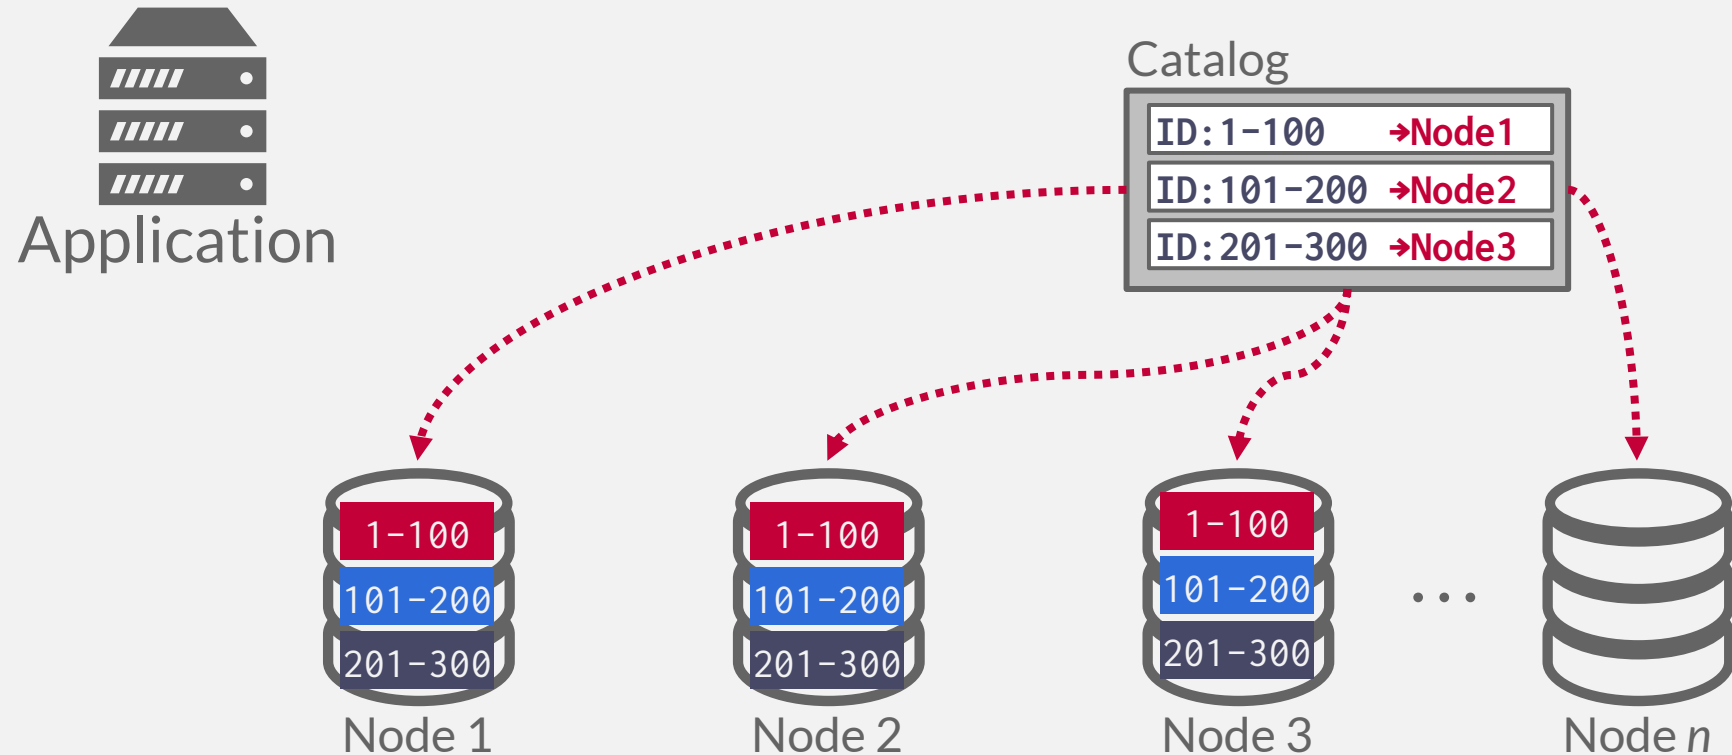 Catalog
ID:1-100 →Node1
ID:101-200 →Node2
ID:201-300 →Node3
Application
1-100
101-200
201-300
Node 1
1-100
101-200
201-300
Node 2
1-100
101-200
201-300
Node 3
...
Node n